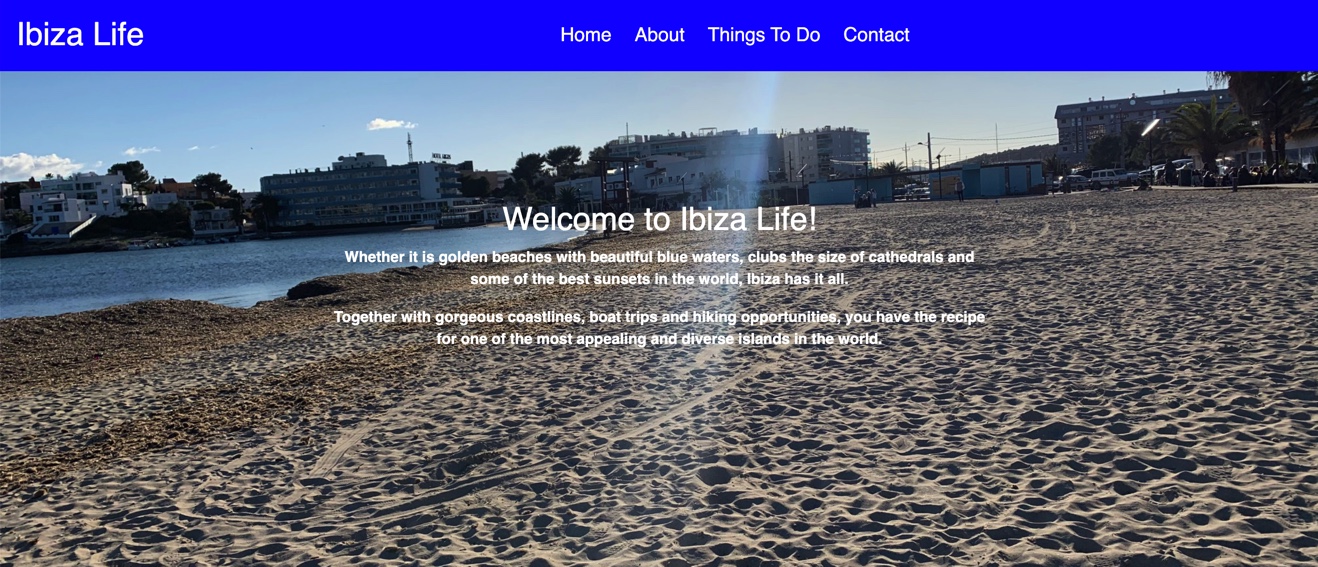 Ibiza Life
Home About Things To Do Contact
Welcome to Ibiza Life!
Whether it is golden beaches with beautiful blue waters, clubs the size of cathedrals and
some of the best sunsets in the world, Ibiza has it all.
Together with gorgeous coastlines, boat trips and hiking opportunities, you have the recipe
for one of the most appealing and diverse islands in the world.